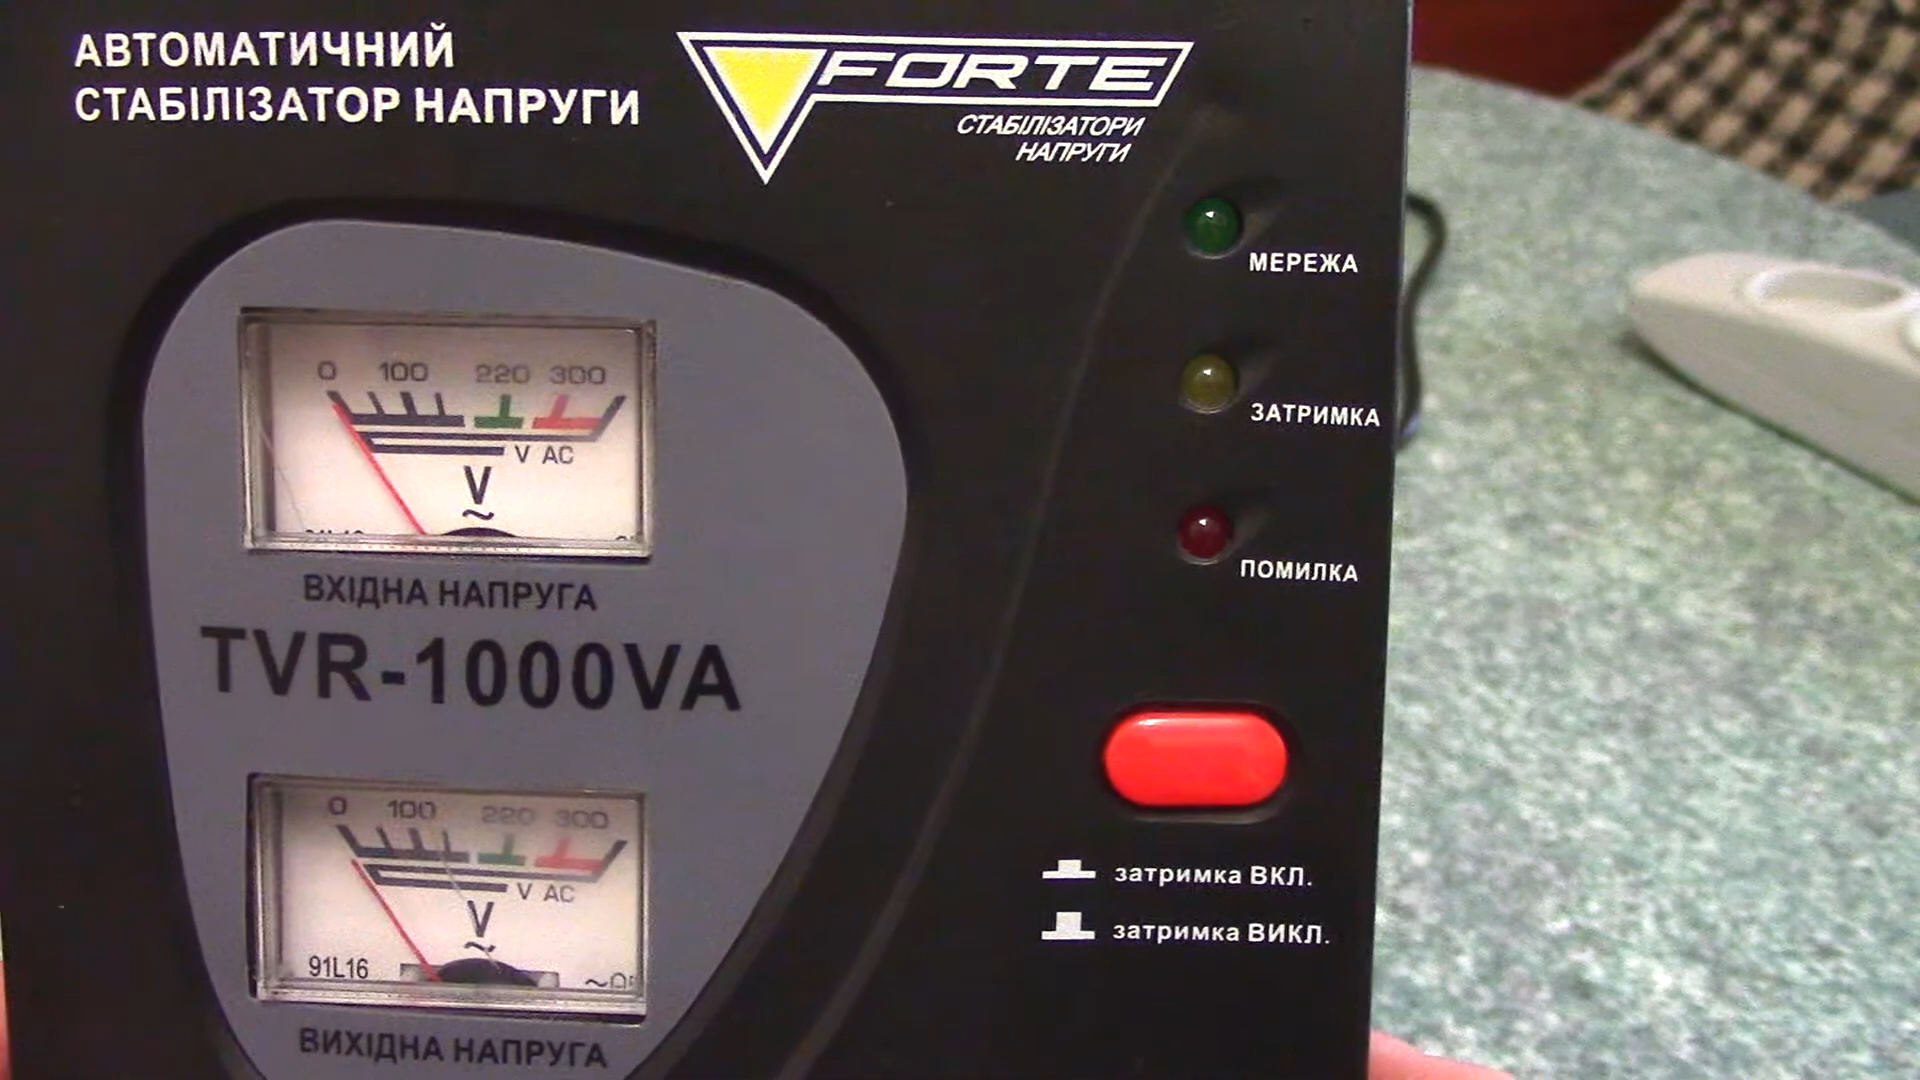 АВТОМАТИЧНИЙ
СТАБІЛІЗАТОР НАПРУГИ
FORTE
СТАБІЛІЗАТОРИ
НАПРУГИ
МЕРЕЖА
ЗАТРИМКА
ПОМИЛКА
0 100 220 300
V AC
V
~
ВХІДНА НАПРУГА
TVR-1000VA
0 100 220 300
V AC
V
~
91L16
ВИХІДНА НАПРУГА
затримка ВКЛ.
затримка ВИКЛ.